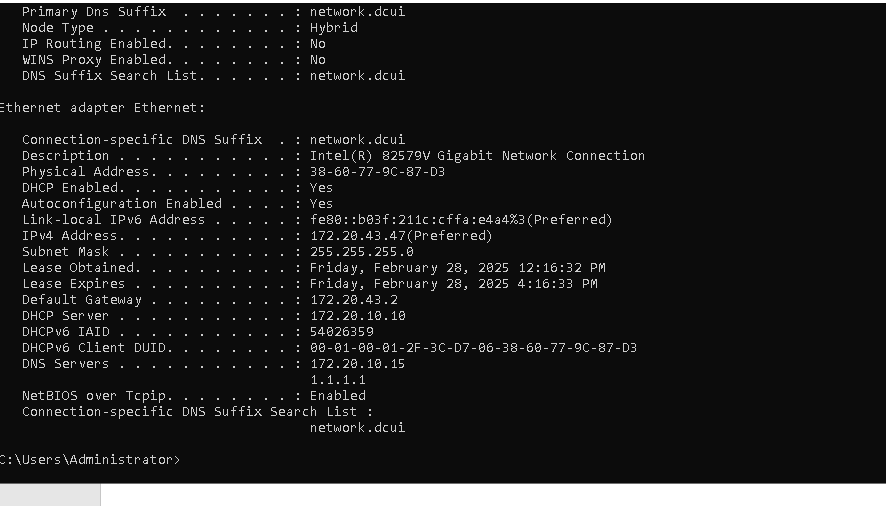 Primary Dns Suffix  . . . . . . . : network.dcui
Node Type . . . . . . . . . . . . : Hybrid
IP Routing Enabled. . . . . . . . : No
WINS Proxy Enabled. . . . . . . . : No
DNS Suffix Search List. . . . . . : network.dcui
Ethernet adapter Ethernet:
Connection-specific DNS Suffix  . : network.dcui
Description . . . . . . . . . . . : Intel(R) 82579V Gigabit Network Connection
Physical Address. . . . . . . . . : 38-60-77-9C-87-D3
DHCP Enabled. . . . . . . . . . . : Yes
Autoconfiguration Enabled . . . . : Yes
Link-local IPv6 Address . . . . . : fe80::b03f:211c:cffa:e4a4%3(Preferred)
IPv4 Address. . . . . . . . . . . : 172.20.43.47(Preferred)
Subnet Mask . . . . . . . . . . . : 255.255.255.0
Lease Obtained. . . . . . . . . . : Friday, February 28, 2025 12:16:32 PM
Lease Expires . . . . . . . . . . : Friday, February 28, 2025 4:16:33 PM
Default Gateway . . . . . . . . . : 172.20.43.2
DHCP Server . . . . . . . . . . . : 172.20.10.10
DHCPv6 IAID . . . . . . . . . . . : 54026359
DHCPv6 Client DUID. . . . . . . . : 00-01-00-01-2F-3C-D7-06-38-60-77-9C-87-D3
DNS Servers . . . . . . . . . . . : 172.20.10.15
1.1.1.1
NetBIOS over Tcpip. . . . . . . . : Enabled
Connection-specific DNS Suffix Search List :
network.dcui
C:\Users\Administrator>